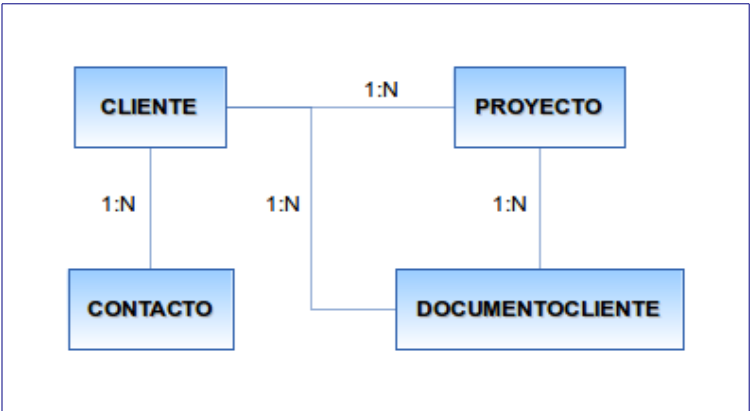 1:N
CLIENTE
PROYECTO
1:N
1:N
1:N
CONTACTO
DOCUMENTOCLIENTE